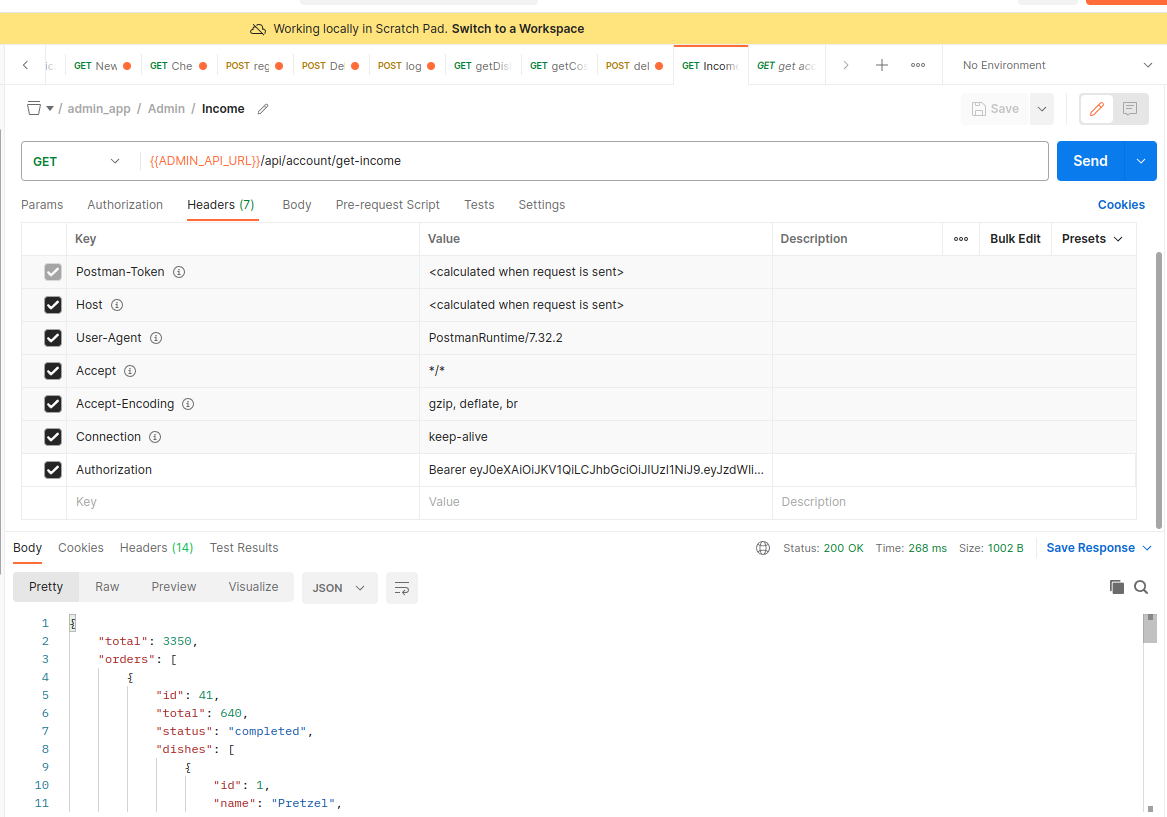 Working locally in Scratch Pad. Switch to a Workspace
GET New GET Che POST reg POST De POST log GET getDis GET getCos POST del GET Income GET get acc No Environment
/ admin_app / Admin / Income Save
GET {{ADMIN_API_URL}}/api/account/get-income Send
Params Authorization Headers (7) Body Pre-request Script Tests Settings Cookies
Key Value Description Bulk Edit Presets
Postman-Token <calculated when request is sent>
Host <calculated when request is sent>
User-Agent PostmanRuntime/7.32.2
Accept */*
Accept-Encoding gzip, deflate, br
Connection keep-alive
Authorization Bearer eyJ0eXAiOiJKV1QiLCJhbGciOiJIUzI1NiJ9.eyJzdWIi...
Key Value Description
Body Cookies Headers (14) Test Results Status: 200 OK Time: 268 ms Size: 1002 B Save Response
Pretty Raw Preview Visualize JSON
1 {
2 "total": 3350,
3 "orders": [
4 {
5 "id": 41,
6 "total": 640,
7 "status": "completed",
8 "dishes": [
9 {
10 "id": 1,
11 "name": "Pretzel",